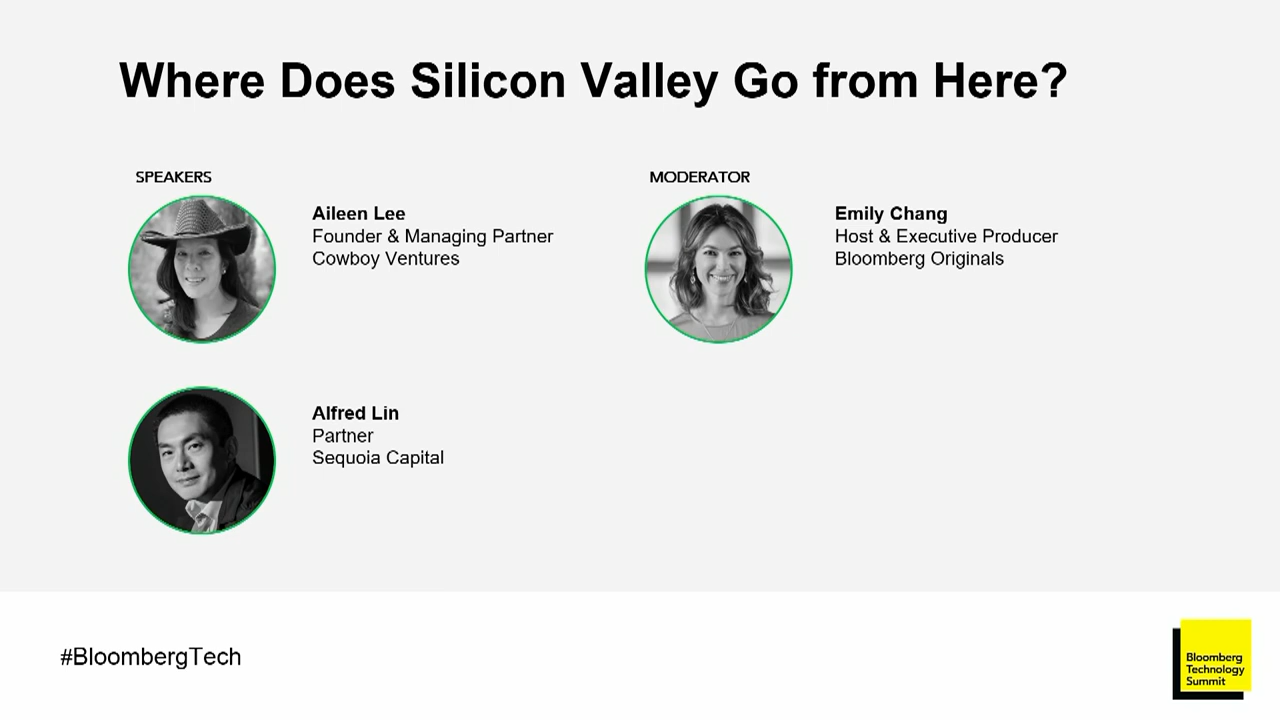 Where Does Silicon Valley Go from Here?
SPEAKERS
Aileen Lee
Founder & Managing Partner
Cowboy Ventures
Alfred Lin
Partner
Sequoia Capital
MODERATOR
Emily Chang
Host & Executive Producer
Bloomberg Originals
#BloombergTech
Bloomberg
Technology
Summit